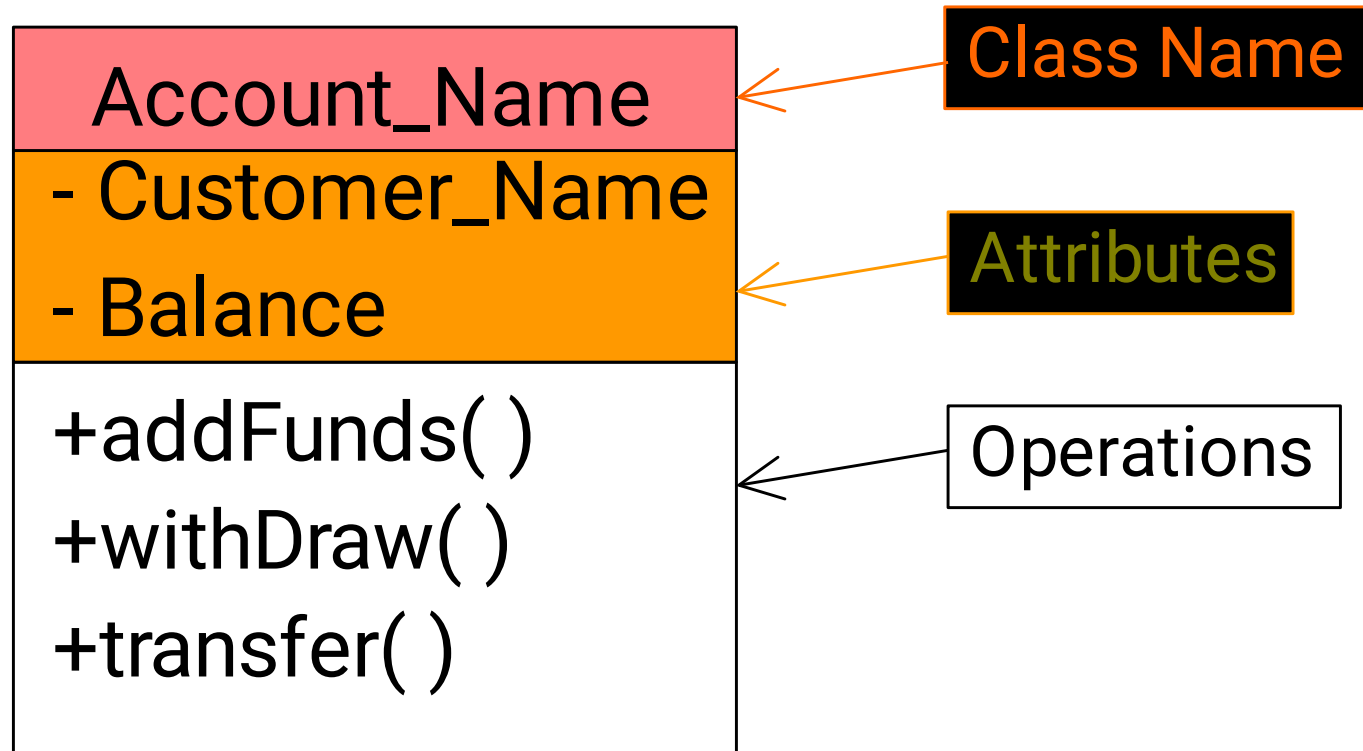 Account_Name
- Customer_Name
- Balance
+addFunds( )
+withDraw( )
+transfer( )
Class Name
Attributes
Operations